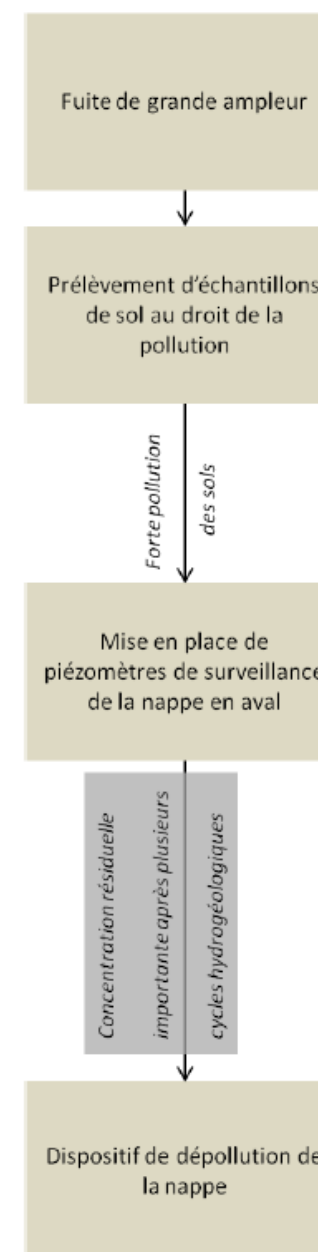 Fuite de grande ampleur
Prélèvement d'échantillons
de sol au droit de la
pollution
Forte pollution
des sols
Mise en place de
piézomètres de surveillance
de la nappe en aval
Concentration résiduelle
importante après plusieurs
cycles hydrogéologiques
Dispositif de dépollution de
la nappe